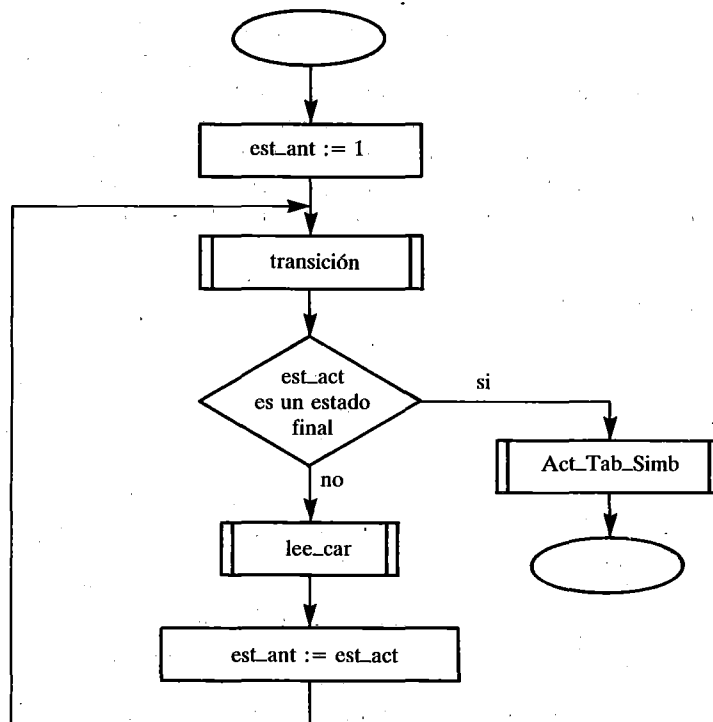 est_ant := 1
transición
est_act
es un estado
final
si
Act_Tab_Simb
no
lee_car
est_ant := est_act